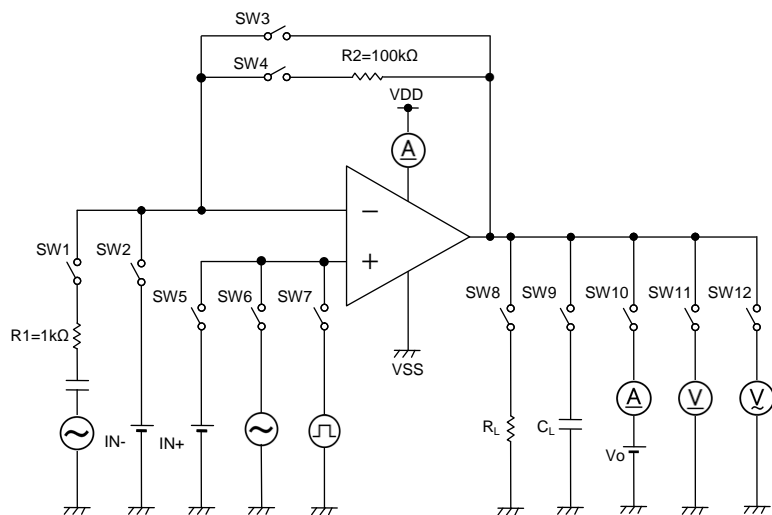 SW3
SW4
R2=100kΩ
VDD
A
SW1
SW2
SW5
SW6
SW7
SW8
SW9
SW10
SW11
SW12
R1=1kΩ
VSS
A
V
V
IN-
IN+
RL
CL
Vo